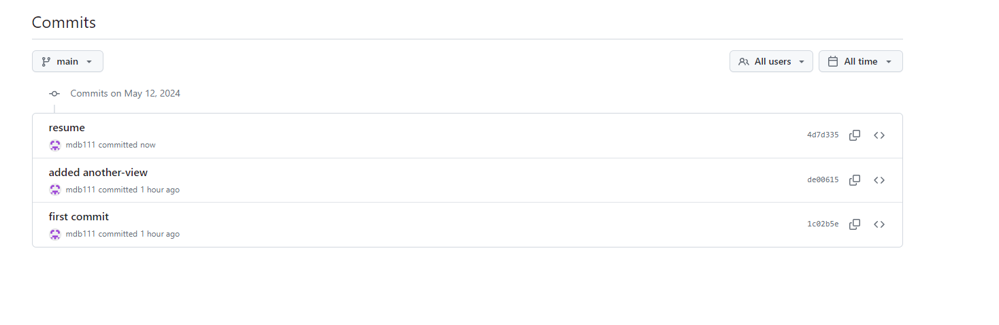 Commits
main
All users
All time
Commits on May 12, 2024
resume
mdb111 committed now
4d7d335
added another-view
mdb111 committed 1 hour ago
de00615
first commit
mdb111 committed 1 hour ago
1c02b5e